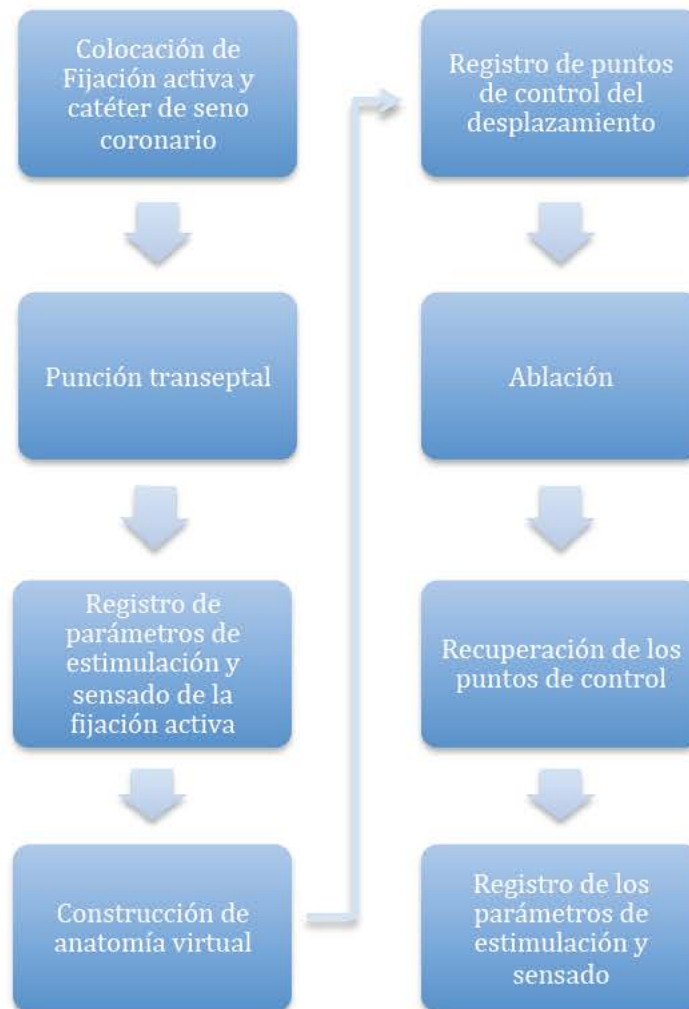 Colocación de
Fijación activa y
catéter de seno
coronario
Punción transeptal
Registro de
parámetros de
estimulación y
sensado de la
fijación activa
Construcción de
anatomía virtual
Registro de puntos
de control del
desplazamiento
Ablación
Recuperación de los
puntos de control
Registro de los
parámetros de
estimulación y
sensado